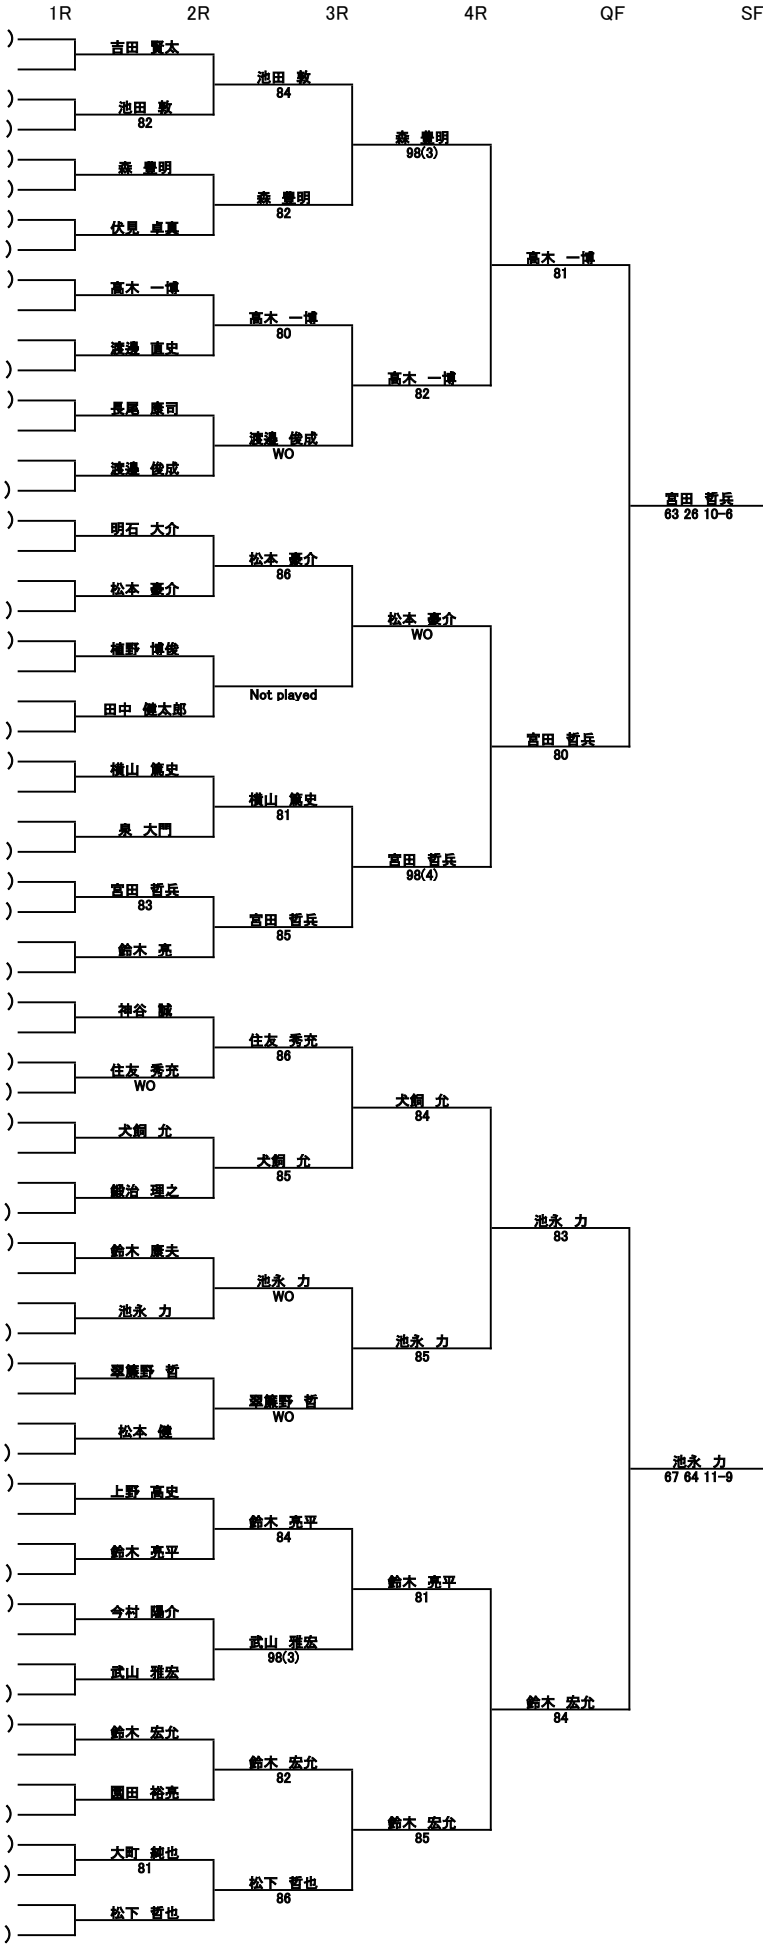 1R 2R 3R 4R QF SF
吉田 賢太
池田 敦
84
池田 敦
82
森 豊明
98(3)
森 豊明
森 豊明
82
伏見 卓真
高木 一博
81
高木 一博
高木 一博
80
渡邉 直史
高木 一博
82
長尾 康司
渡邉 俊成
WO
渡邉 俊成
宮田 哲兵
63 26 10-6
明石 大介
松本 豪介
86
松本 豪介
松本 豪介
WO
植野 博俊
Not played
田中 健太郎
宮田 哲兵
80
横山 篤史
横山 篤史
81
泉 大門
宮田 哲兵
98(4)
宮田 哲兵
83
宮田 哲兵
85
鈴木 亮
神谷 誠
住友 秀充
86
住友 秀充
WO
犬飼 允
84
犬飼 允
犬飼 允
85
鍛治 理之
池永 力
83
鈴木 康夫
池永 力
WO
池永 力
池永 力
85
翠簾野 哲
翠簾野 哲
WO
松本 健
池永 力
67 64 11-9
上野 高史
鈴木 亮平
84
鈴木 亮平
鈴木 亮平
81
今村 陽介
武山 雅宏
98(3)
武山 雅宏
鈴木 宏允
84
鈴木 宏允
鈴木 宏允
82
園田 裕亮
鈴木 宏允
85
大町 純也
81
松下 哲也
86
松下 哲也